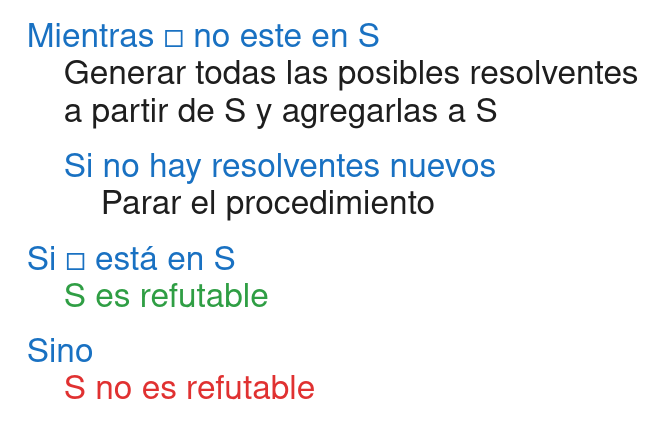 Mientras □ no este en S
Generar todas las posibles resolventes
a partir de S y agregarlas a S
Si no hay resolventes nuevos
Parar el procedimiento
Si □ está en S
S es refutable
Sino
S no es refutable